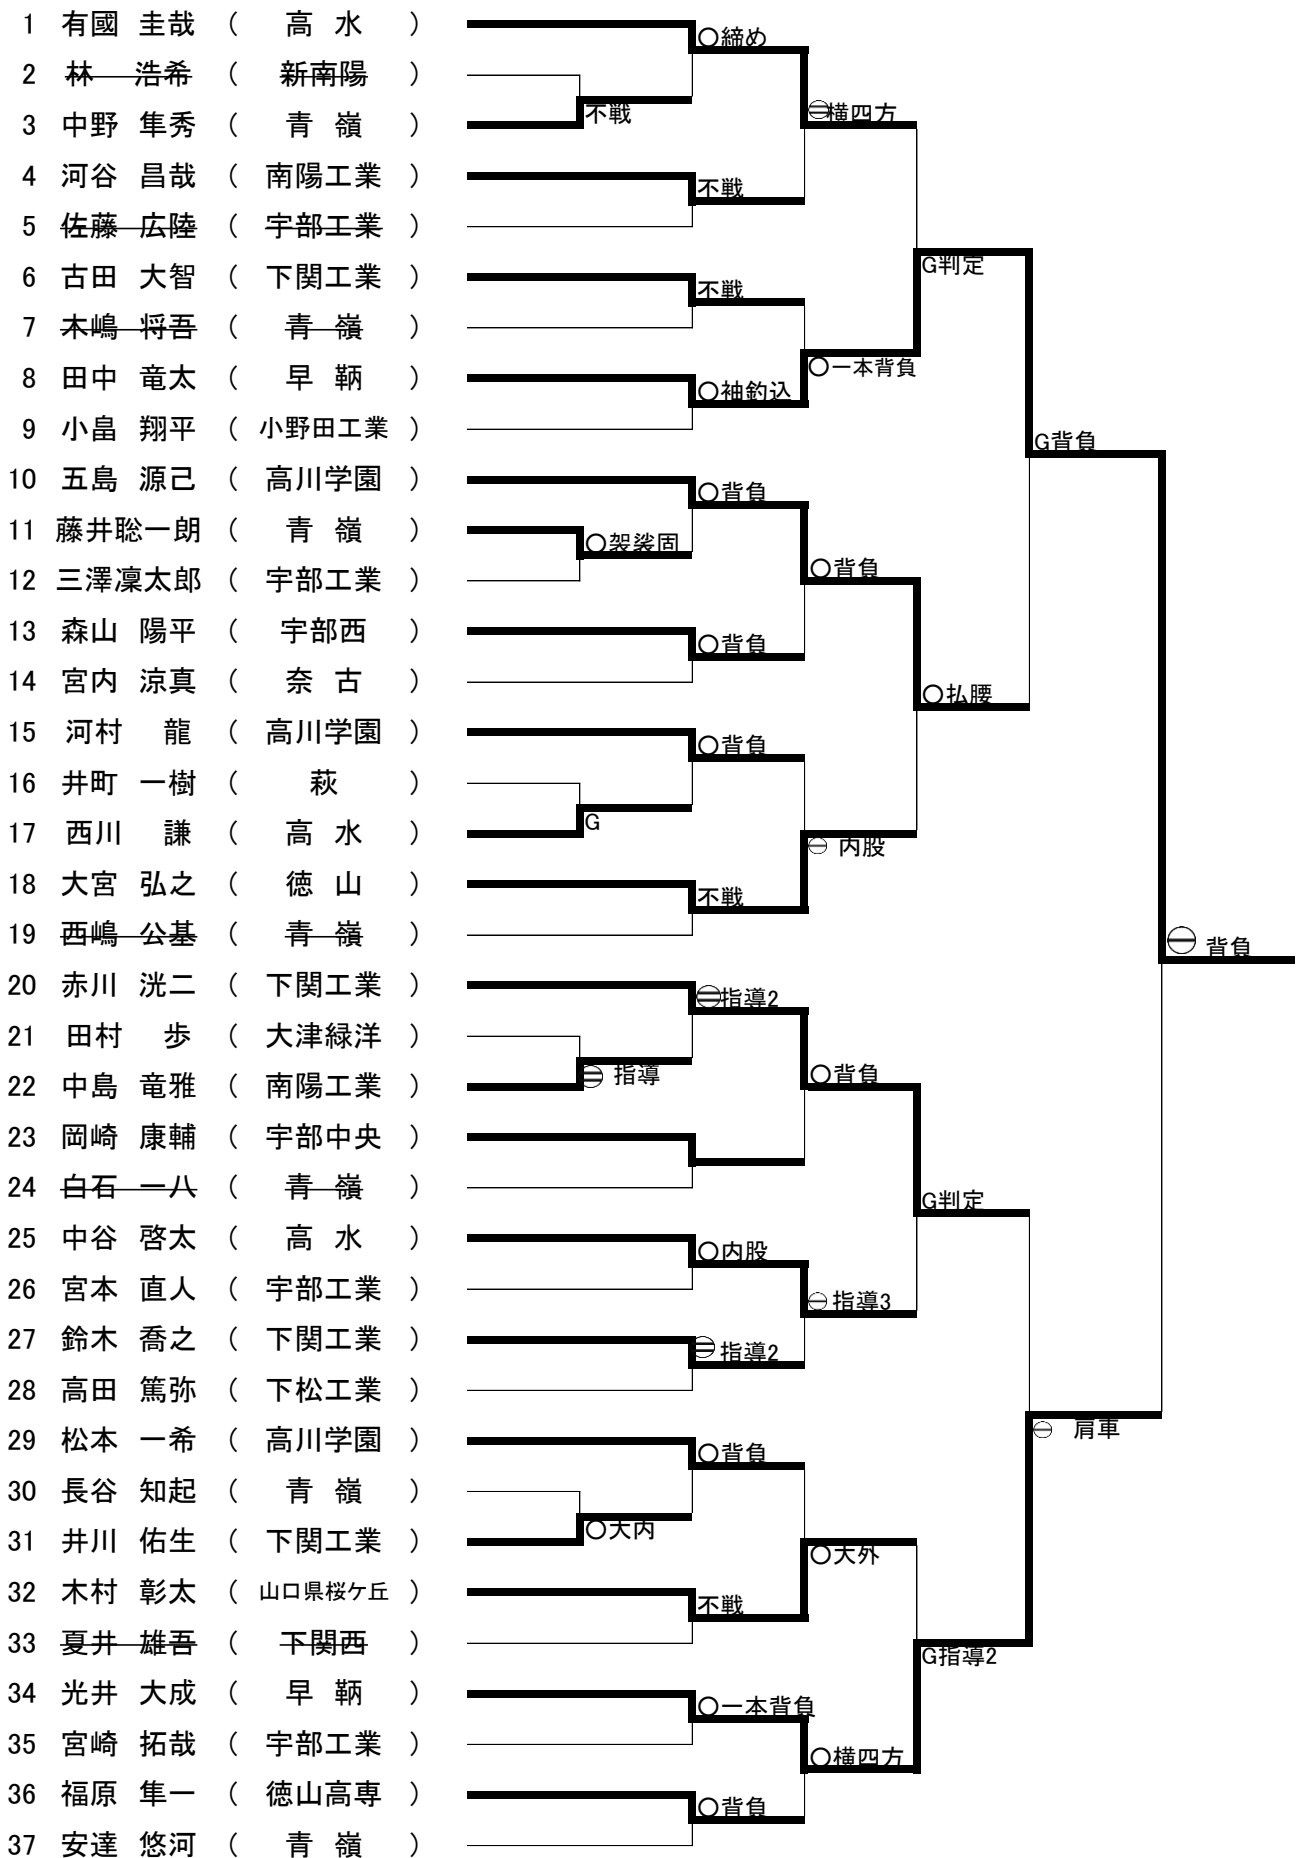 1 有國 圭哉 ( 高 水 )
○締め
2 林 浩希 ( 新南陽 )
不戦
横四方
3 中野 隼秀 ( 青 嶺 )
4 河谷 昌哉 ( 南陽工業 )
不戦
5 佐藤 広陸 ( 宇部工業 )
G判定
6 古田 大智 ( 下関工業 )
不戦
7 木嶋 将吾 ( 青 嶺 )
○一本背負
8 田中 竜太 ( 早 鞆 )
○袖釣込
9 小畠 翔平 ( 小野田工業 )
G背負
10 五島 源己 ( 高川学園 )
○背負
11 藤井聡一朗 ( 青 嶺 )
○袈裟固
○背負
12 三澤凜太郎 ( 宇部工業 )
13 森山 陽平 ( 宇部西 )
○背負
14 宮内 涼真 ( 奈 古 )
○払腰
15 河村 龍 ( 高川学園 )
○背負
16 井町 一樹 ( 萩 )
G
17 西川 謙 ( 高 水 )
内股
18 大宮 弘之 ( 徳 山 )
不戦
19 西嶋 公基 ( 青 嶺 )
背負
20 赤川 洸二 ( 下関工業 )
指導2
21 田村 歩 ( 大津緑洋 )
指導
○背負
22 中島 竜雅 ( 南陽工業 )
23 岡崎 康輔 ( 宇部中央 )
24 白石 一八 ( 青 嶺 )
G判定
25 中谷 啓太 ( 高 水 )
○内股
26 宮本 直人 ( 宇部工業 )
指導3
27 鈴木 喬之 ( 下関工業 )
指導2
28 高田 篤弥 ( 下松工業 )
肩車
29 松本 一希 ( 高川学園 )
○背負
30 長谷 知起 ( 青 嶺 )
○大内
31 井川 佑生 ( 下関工業 )
○大外
32 木村 彰太 ( 山口県桜ケ丘 )
不戦
33 夏井 雄吾 ( 下関西 )
G指導2
34 光井 大成 ( 早 鞆 )
○一本背負
35 宮崎 拓哉 ( 宇部工業 )
○横四方
36 福原 隼一 ( 徳山高専 )
○背負
37 安達 悠河 ( 青 嶺 )